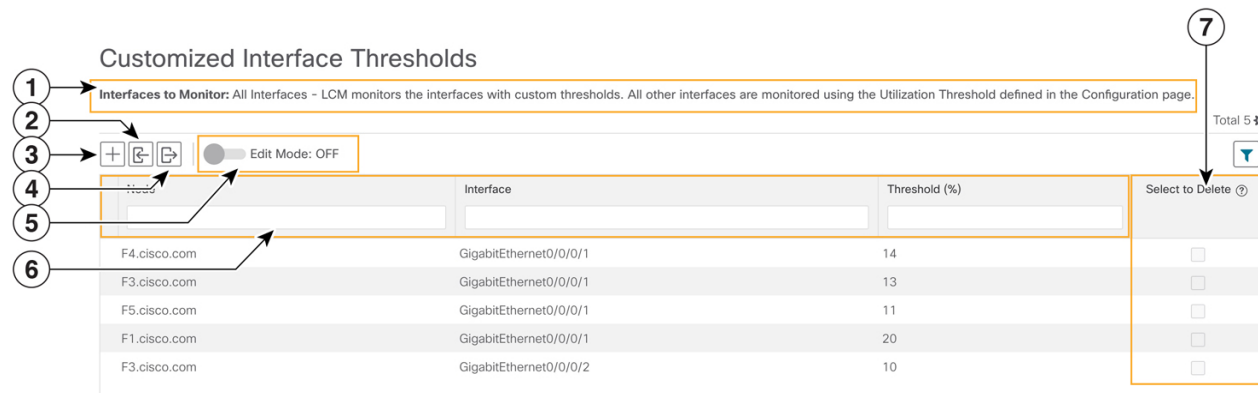 7
Customized Interface Thresholds
1
Interfaces to Monitor: All Interfaces - LCM monitors the interfaces with custom thresholds. All other interfaces are monitored using the Utilization Threshold defined in the Configuration page.
2
Total 5
3
Edit Mode: OFF
4
Node Interface Threshold (%) Select to Delete ?
5
6
F4.cisco.com GigabitEthernet0/0/0/1 14
F3.cisco.com GigabitEthernet0/0/0/1 13
F5.cisco.com GigabitEthernet0/0/0/1 11
F1.cisco.com GigabitEthernet0/0/0/1 20
F3.cisco.com GigabitEthernet0/0/0/2 10